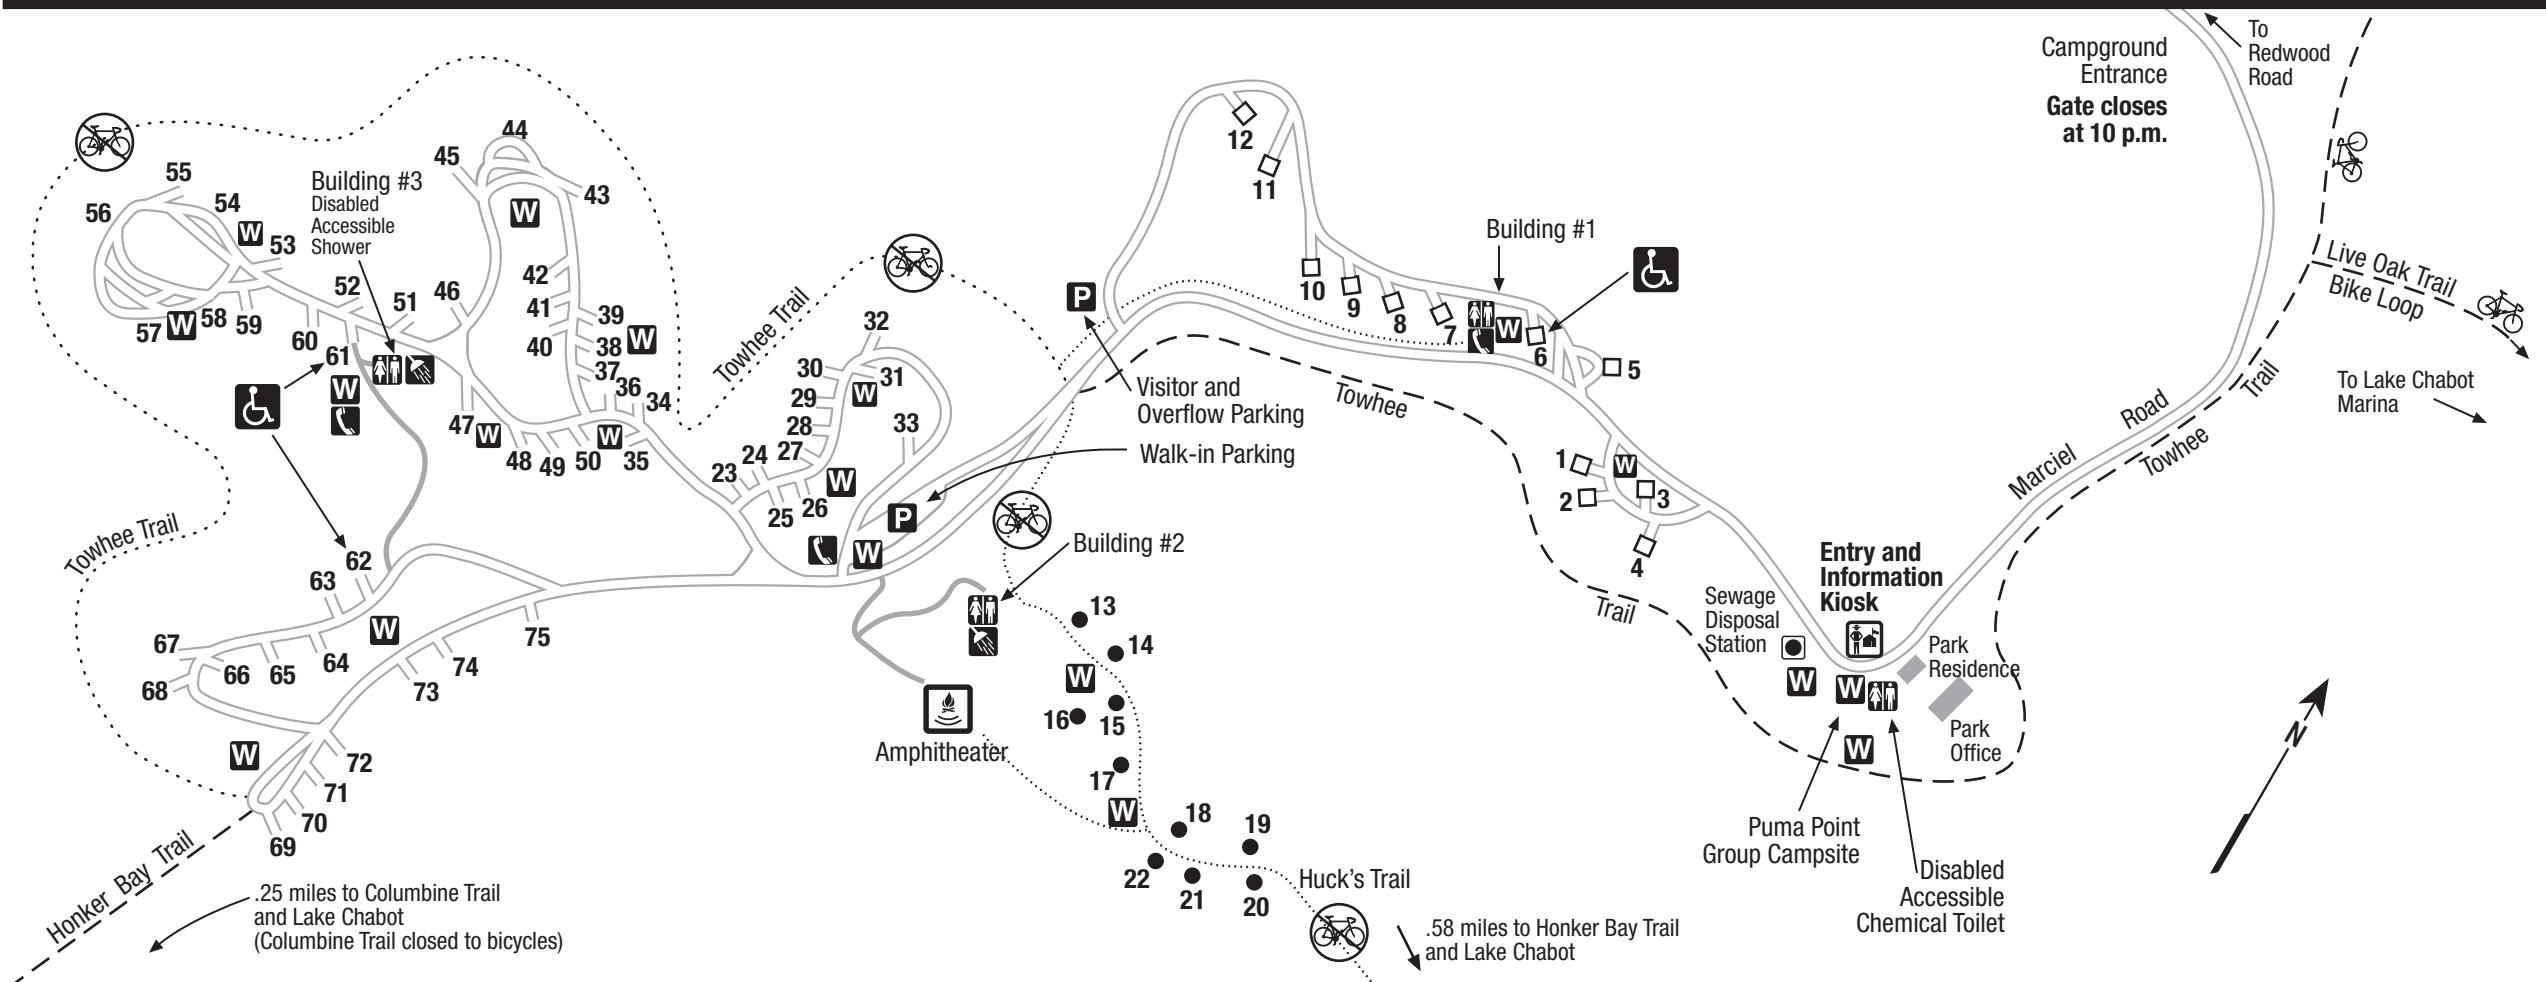 To
Redwood
Road
Campground
Entrance
Gate closes
at 10 p.m.
44
45
43
55
54
56
W
53
Building #3
Disabled
Accessible
Shower
W
52
51
46
42
41
40
39
38
W
37
36
34
57
W
58
59
60
61
W
47
W
48
49
50
W
35
Towhee Trail
32
30
31
29
W
28
33
27
24
23
25
26
W
P
W
P
Visitor and
Overflow Parking
Walk-in Parking
12
11
10
9
8
7
Building #1
W
6
5
Towhee
1
W
2
3
4
Trail
Live Oak Trail
Bike Loop
To Lake Chabot
Marina
Marciel Road
Towhee Trail
Entry and
Information
Kiosk
Sewage
Disposal
Station
W
W
W
Park
Residence
Park
Office
Puma Point
Group Campsite
Disabled
Accessible
Chemical Toilet
N
Towhee Trail
62
63
W
67
66
65
64
68
75
74
73
W
72
71
70
69
Honker Bay Trail
.25 miles to Columbine Trail
and Lake Chabot
(Columbine Trail closed to bicycles)
Building #2
Amphitheater
13
14
W
16
15
17
W
18
19
22
21
20
Huck's Trail
.58 miles to Honker Bay Trail
and Lake Chabot